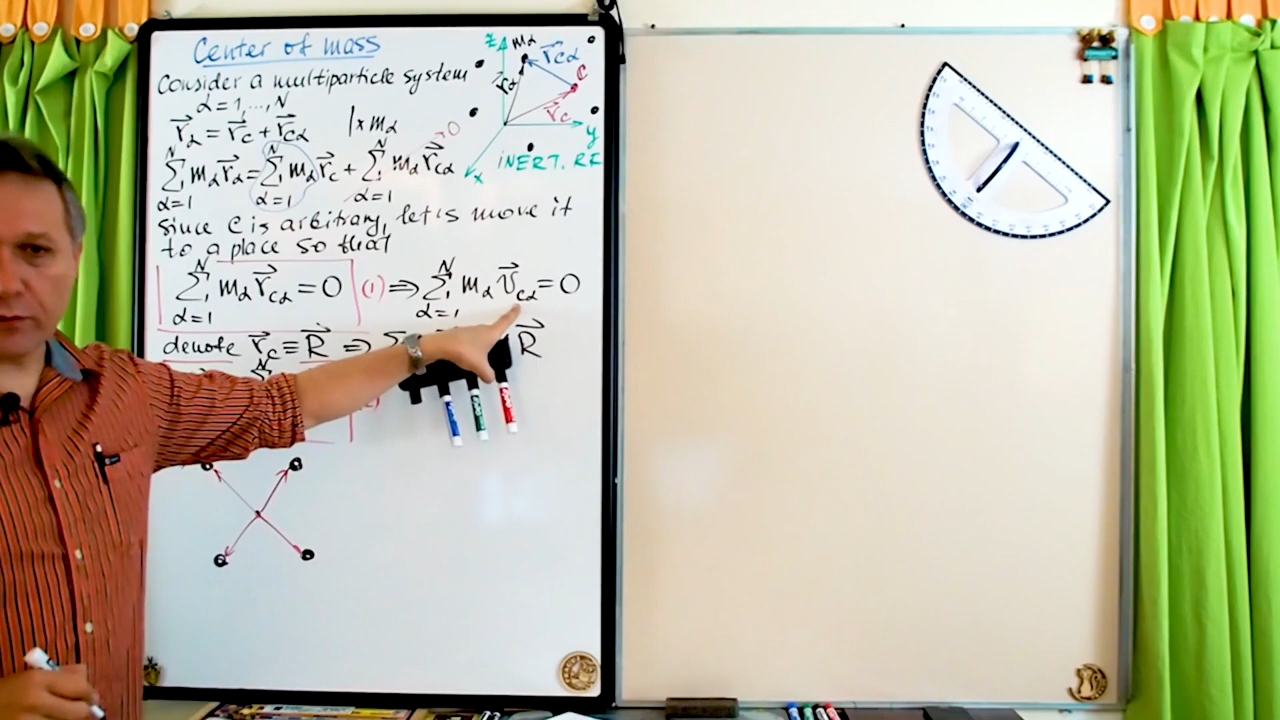 Center of mass
Consider a multiparticle system
α = 1, ..., N
r⃗α = r⃗c + r⃗cα | × mα
N N N → 0
Σ mα r⃗α = Σ mα r⃗c + Σ mα r⃗cα
α=1 α=1 α=1
since C is arbitrary, let's move it
to a place so that
N N
Σ mα r⃗cα = 0 (1) ⇒ Σ mα v⃗cα = 0
α=1 α=1
denote r⃗c ≡ R⃗ ⇒ R⃗
N
z mα r⃗cα
r⃗α C
r⃗c
y
x
INERT. RF